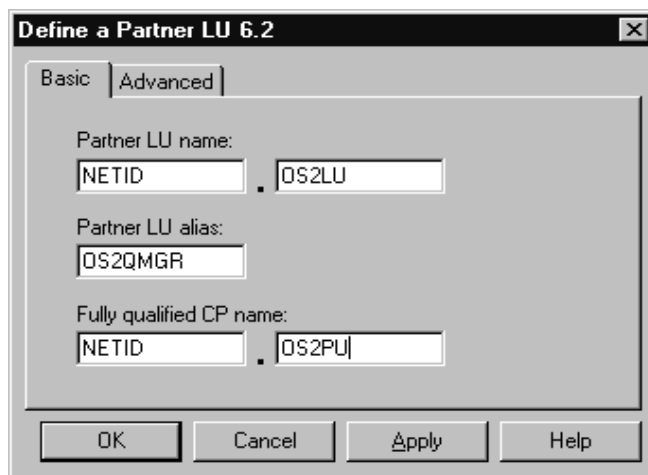 Define a Partner LU 6.2
Basic Advanced
Partner LU name:
NETID . OS2LU
Partner LU alias:
OS2QMGR
Fully qualified CP name:
NETID . OS2PU
OK Cancel Apply Help